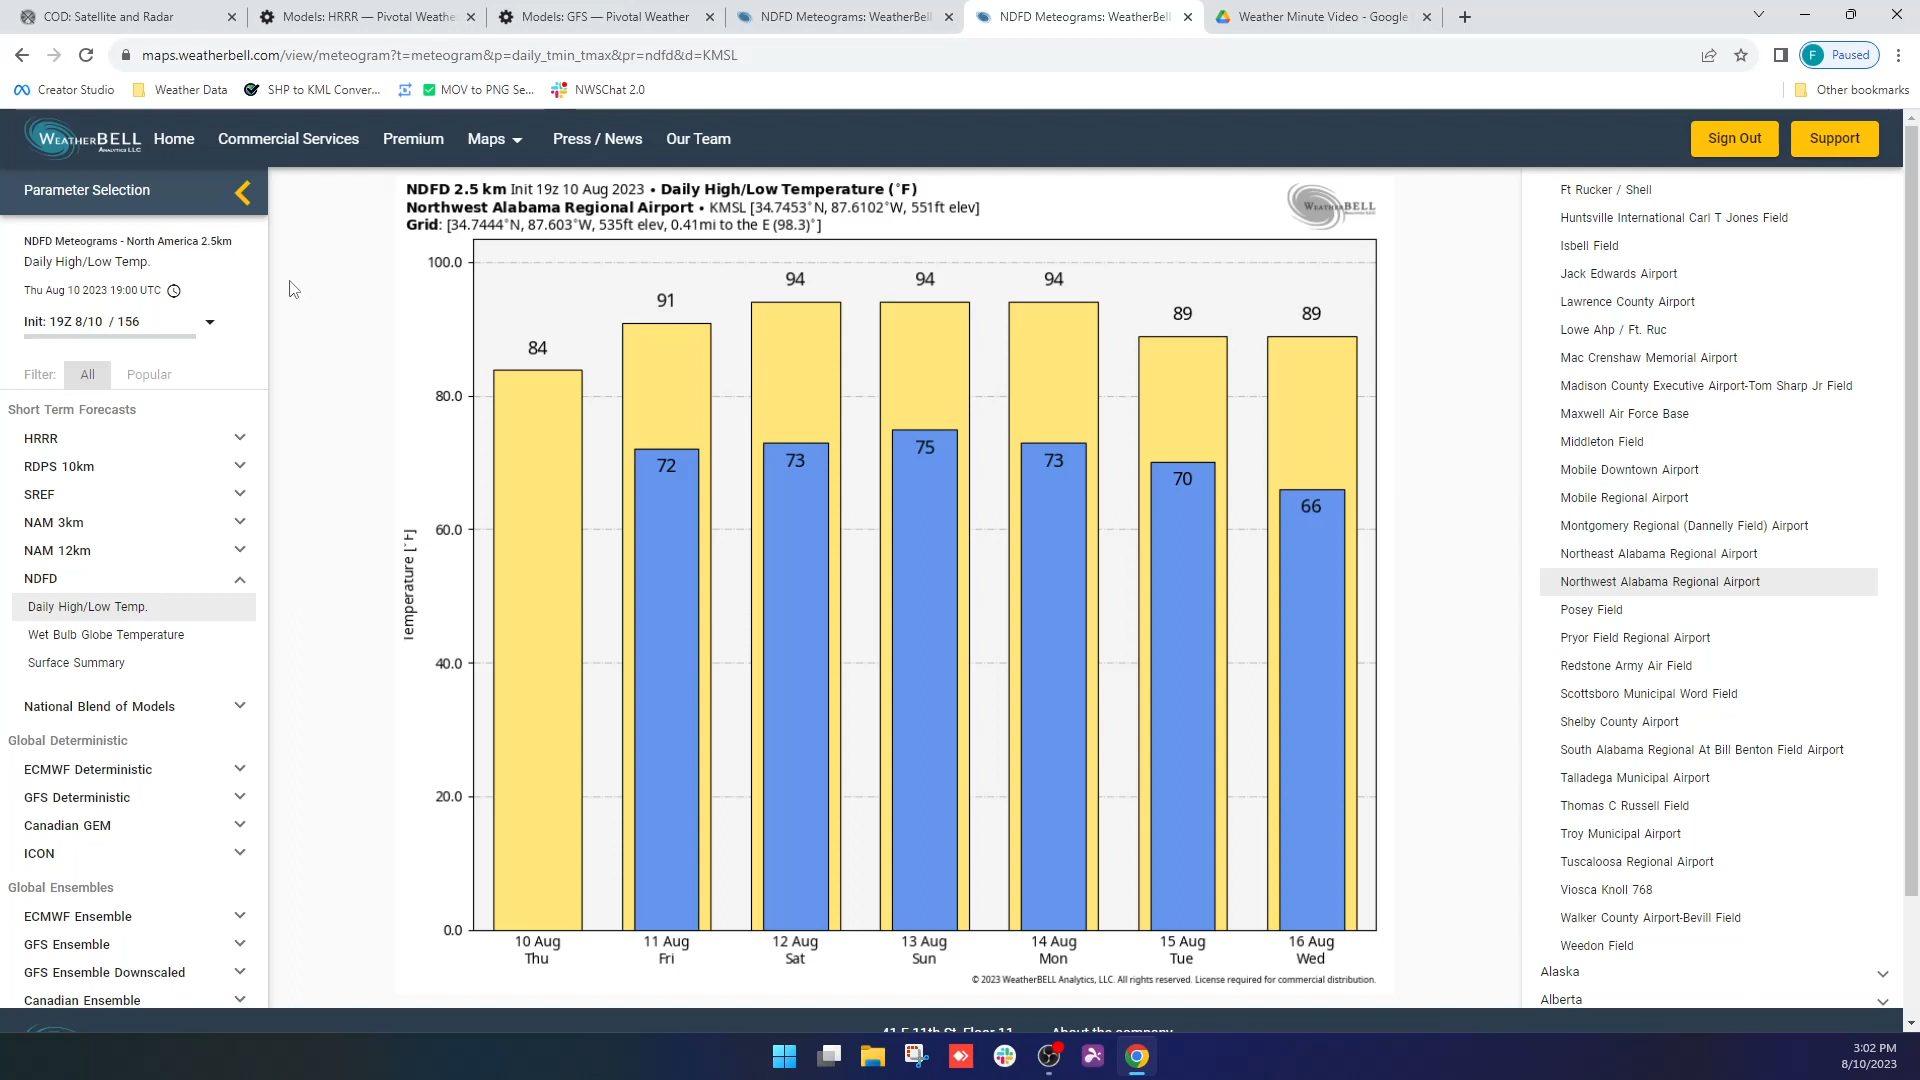 COD: Satellite and Radar
Models: HRRR — Pivotal Weathe
Models: GFS — Pivotal Weather
NDFD Meteograms: WeatherBell
NDFD Meteograms: WeatherBell
Weather Minute Video - Google
maps.weatherbell.com/view/meteogram?t=meteogram&p=daily_tmin_tmax&pr=ndfd&d=KMSL
F Paused
Creator Studio
Weather Data
SHP to KML Conver...
MOV to PNG Se...
NWSChat 2.0
Other bookmarks
WEATHERBELL
ANALYTICS LLC
Home
Commercial Services
Premium
Maps
Press / News
Our Team
Sign Out
Support
Parameter Selection
NDFD Meteograms - North America 2.5km
Daily High/Low Temp.
Thu Aug 10 2023 19:00 UTC
Init: 19Z 8/10 / 156
Filter: All Popular
Short Term Forecasts
HRRR
RDPS 10km
SREF
NAM 3km
NAM 12km
NDFD
Daily High/Low Temp.
Wet Bulb Globe Temperature
Surface Summary
National Blend of Models
Global Deterministic
ECMWF Deterministic
GFS Deterministic
Canadian GEM
ICON
Global Ensembles
ECMWF Ensemble
GFS Ensemble
GFS Ensemble Downscaled
Canadian Ensemble
NDFD 2.5 km Init 19z 10 Aug 2023 • Daily High/Low Temperature (°F)
Northwest Alabama Regional Airport • KMSL [34.7453°N, 87.6102°W, 551ft elev]
Grid: [34.7444°N, 87.603°W, 535ft elev, 0.41mi to the E (98.3)°]
WEATHERBELL
Temperature [°F]
100.0
80.0
60.0
40.0
20.0
0.0
84
91
94
94
94
89
89
72
73
75
73
70
66
10 Aug
Thu
11 Aug
Fri
12 Aug
Sat
13 Aug
Sun
14 Aug
Mon
15 Aug
Tue
16 Aug
Wed
© 2023 WeatherBELL Analytics, LLC. All rights reserved. License required for commercial distribution.
Ft Rucker / Shell
Huntsville International Carl T Jones Field
Isbell Field
Jack Edwards Airport
Lawrence County Airport
Lowe Ahp / Ft. Ruc
Mac Crenshaw Memorial Airport
Madison County Executive Airport-Tom Sharp Jr Field
Maxwell Air Force Base
Middleton Field
Mobile Downtown Airport
Mobile Regional Airport
Montgomery Regional (Dannelly Field) Airport
Northeast Alabama Regional Airport
Northwest Alabama Regional Airport
Posey Field
Pryor Field Regional Airport
Redstone Army Air Field
Scottsboro Municipal Word Field
Shelby County Airport
South Alabama Regional At Bill Benton Field Airport
Talladega Municipal Airport
Thomas C Russell Field
Troy Municipal Airport
Tuscaloosa Regional Airport
Viosca Knoll 768
Walker County Airport-Bevill Field
Weedon Field
Alaska
Alberta
41 E 11th St, Floor 11
About the company
3:02 PM
8/10/2023